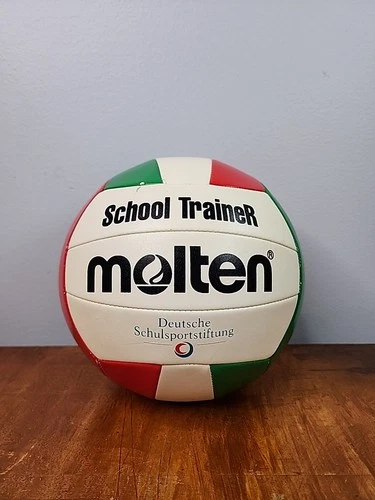 School TraineR
molten®
Deutsche
Schulsportstiftung